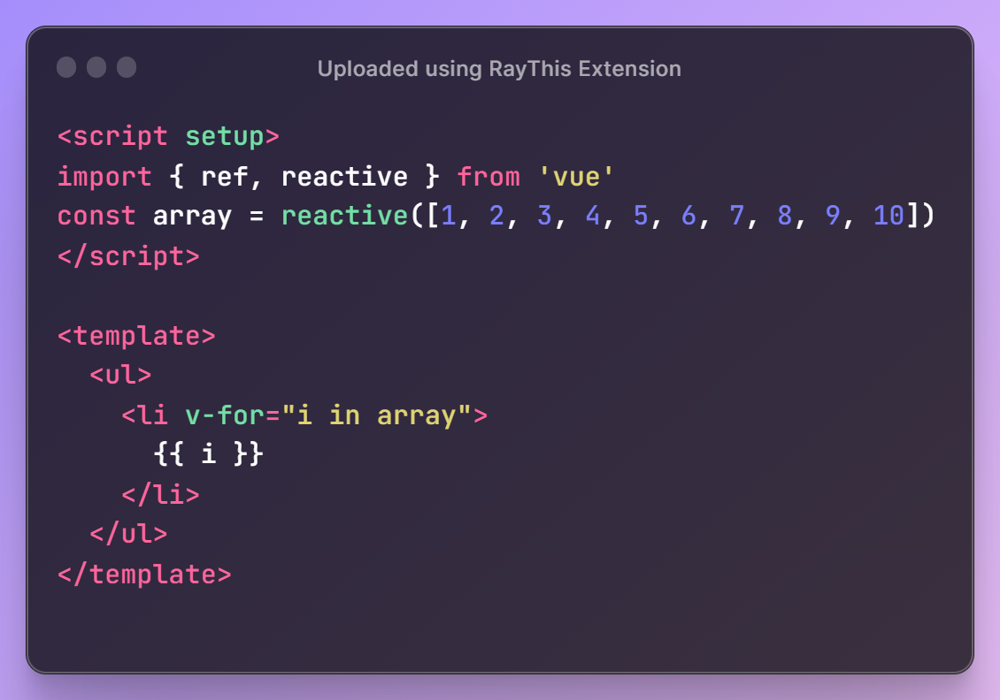 Uploaded using RayThis Extension
<script setup>
import { ref, reactive } from 'vue'
const array = reactive([1, 2, 3, 4, 5, 6, 7, 8, 9, 10])
</script>
<template>
  <ul>
    <li v-for="i in array">
      {{ i }}
    </li>
  </ul>
</template>